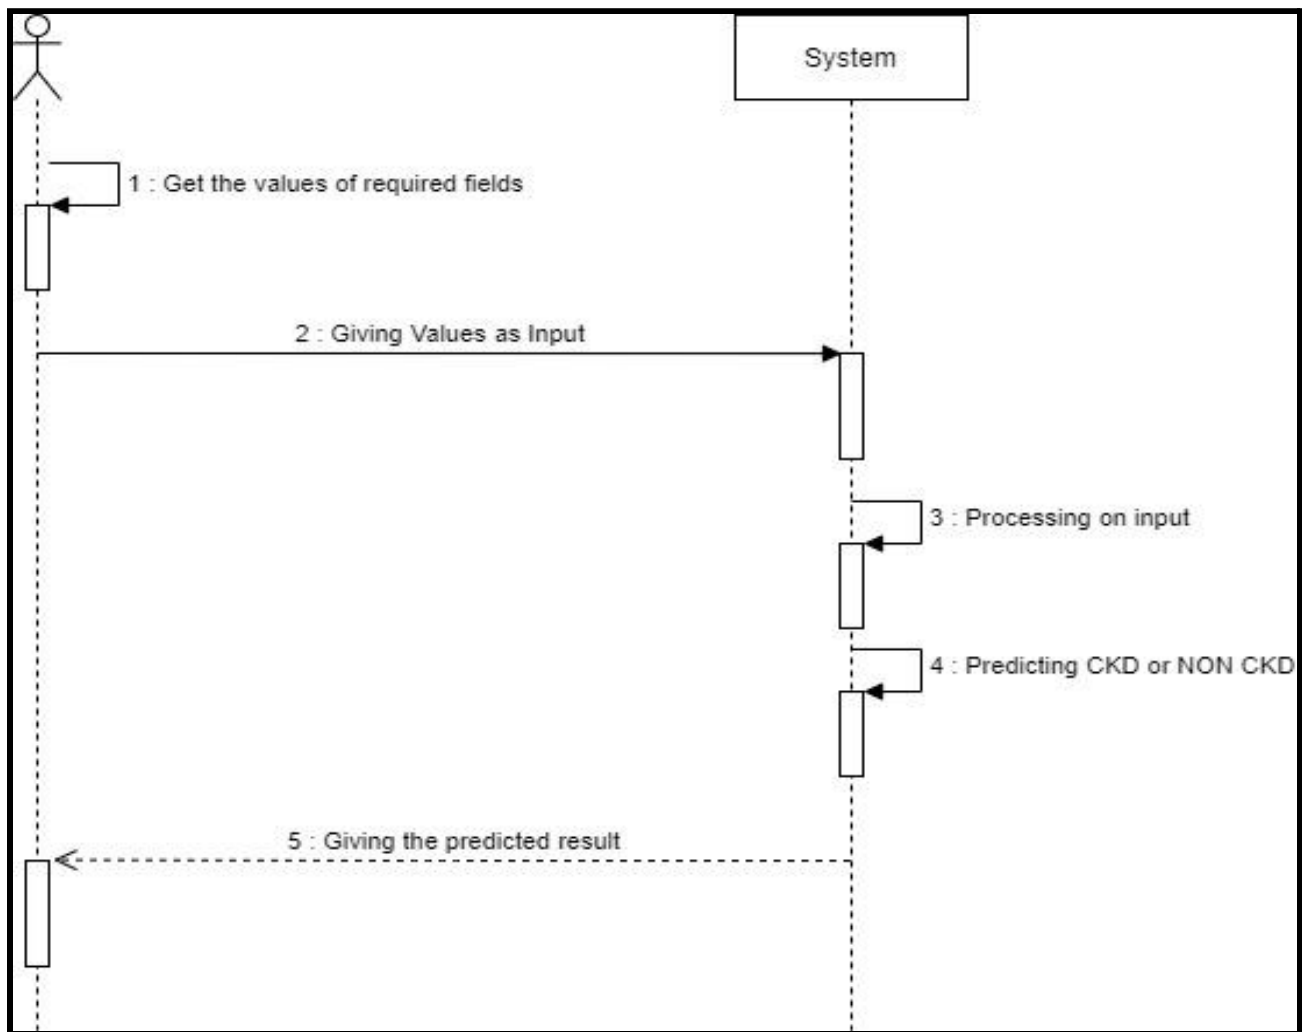 System
1 : Get the values of required fields
2 : Giving Values as Input
3 : Processing on input
4 : Predicting CKD or NON CKD
5 : Giving the predicted result